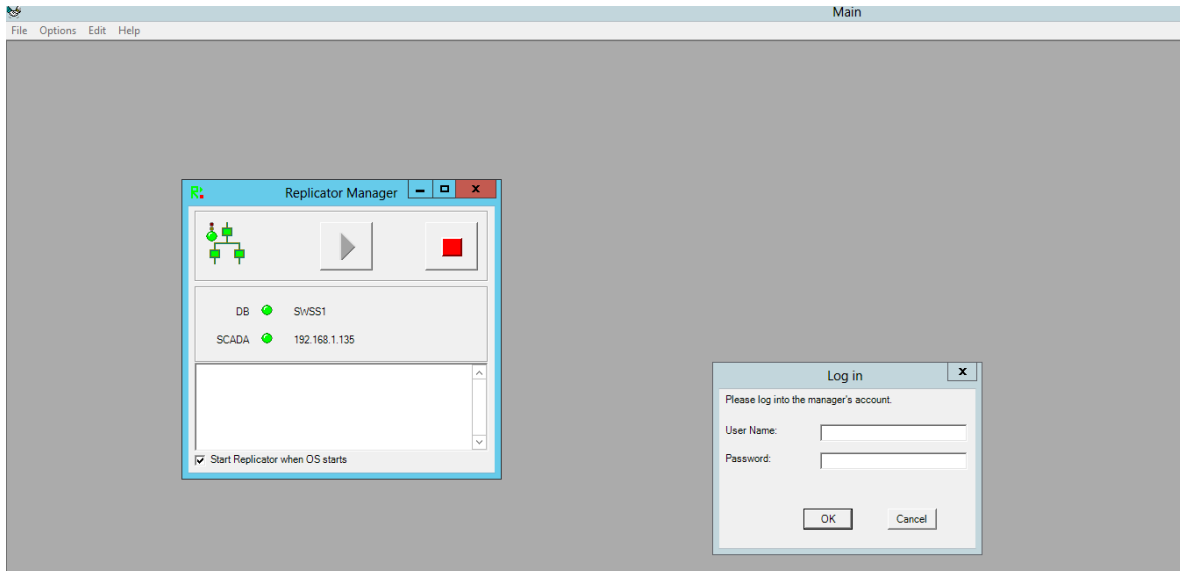 Main
File Options Edit Help
Replicator Manager
DB SWSS1
SCADA 192.168.1.135
Start Replicator when OS starts
Log in
Please log into the manager's account.
User Name:
Password:
OK Cancel